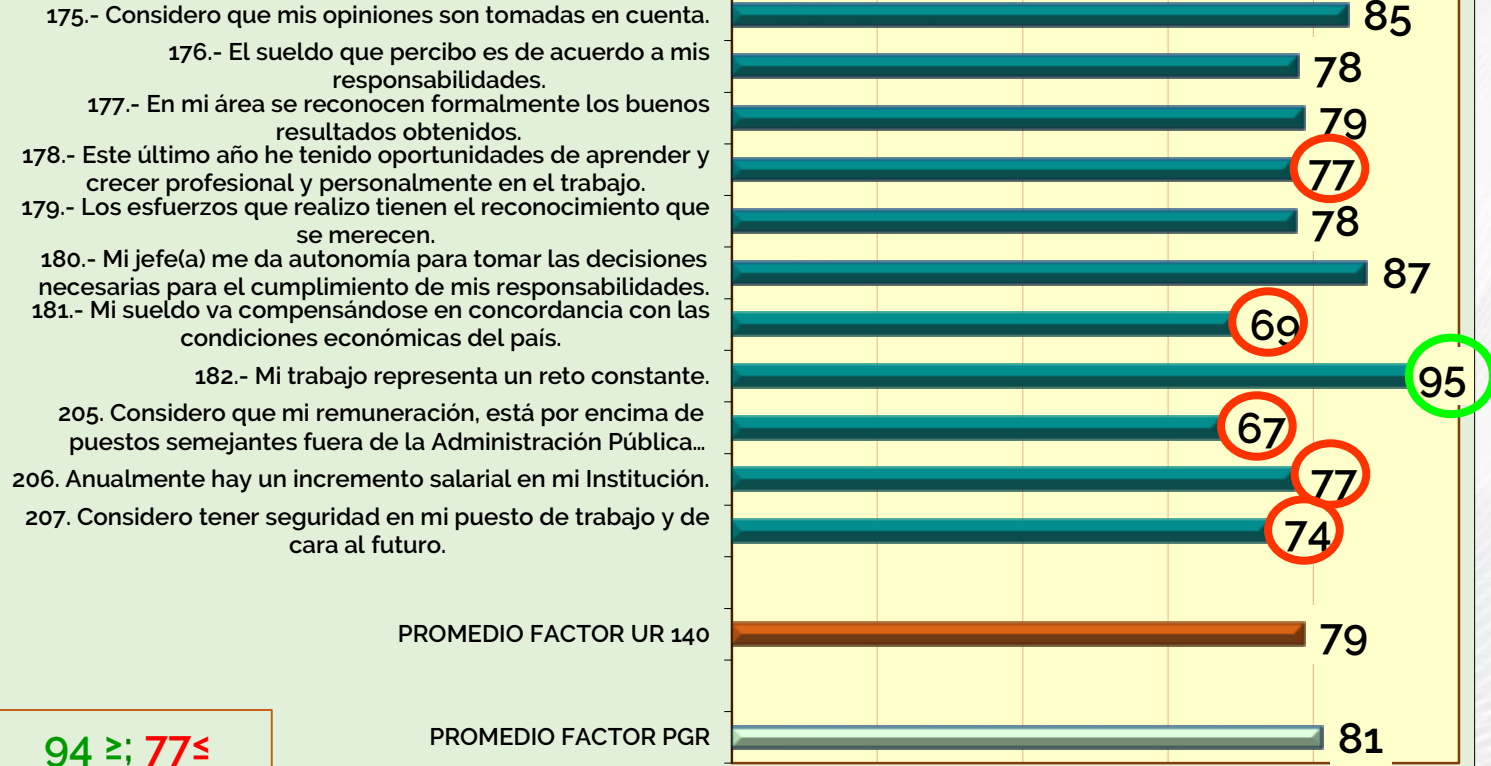 175.- Considero que mis opiniones son tomadas en cuenta.
85
176.- El sueldo que percibo es de acuerdo a mis
responsabilidades.
78
177.- En mi área se reconocen formalmente los buenos
resultados obtenidos.
79
178.- Este último año he tenido oportunidades de aprender y
crecer profesional y personalmente en el trabajo.
77
179.- Los esfuerzos que realizo tienen el reconocimiento que
se merecen.
78
180.- Mi jefe(a) me da autonomía para tomar las decisiones
necesarias para el cumplimiento de mis responsabilidades.
87
181.- Mi sueldo va compensándose en concordancia con las
condiciones económicas del país.
69
182.- Mi trabajo representa un reto constante.
95
205. Considero que mi remuneración, está por encima de
puestos semejantes fuera de la Administración Pública...
67
206. Anualmente hay un incremento salarial en mi Institución.
77
207. Considero tener seguridad en mi puesto de trabajo y de
cara al futuro.
74
PROMEDIO FACTOR UR 140
79
PROMEDIO FACTOR PGR
81
94 ≥; 77≤